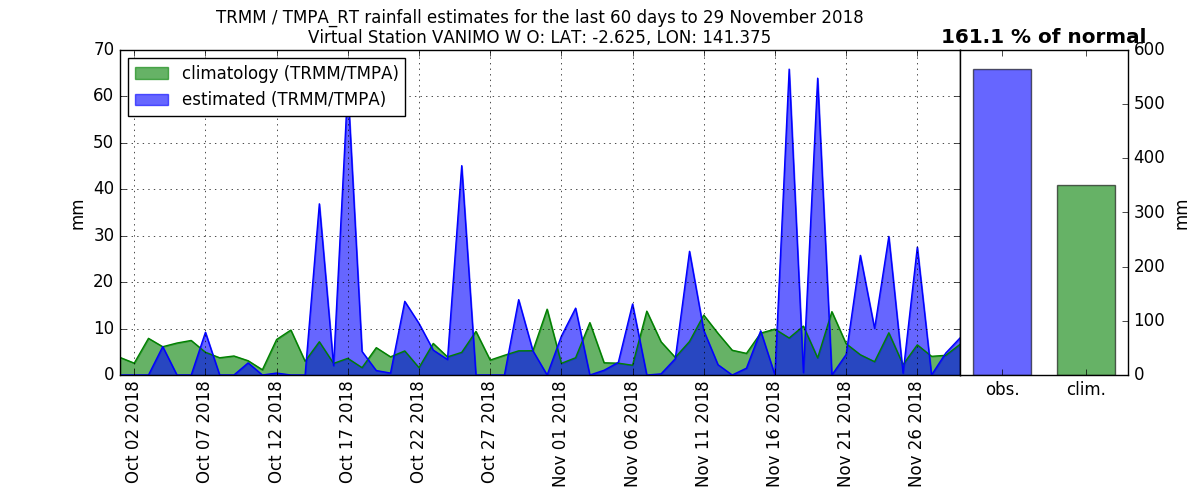 TRMM / TMPA_RT rainfall estimates for the last 60 days to 29 November 2018
Virtual Station VANIMO W O: LAT: -2.625, LON: 141.375
161.1 % of normal
climatology (TRMM/TMPA)
estimated (TRMM/TMPA)
mm
70
60
50
40
30
20
10
0
Oct 02 2018
Oct 07 2018
Oct 12 2018
Oct 17 2018
Oct 22 2018
Oct 27 2018
Nov 01 2018
Nov 06 2018
Nov 11 2018
Nov 16 2018
Nov 21 2018
Nov 26 2018
obs.
clim.
600
500
400
300
200
100
0
mm